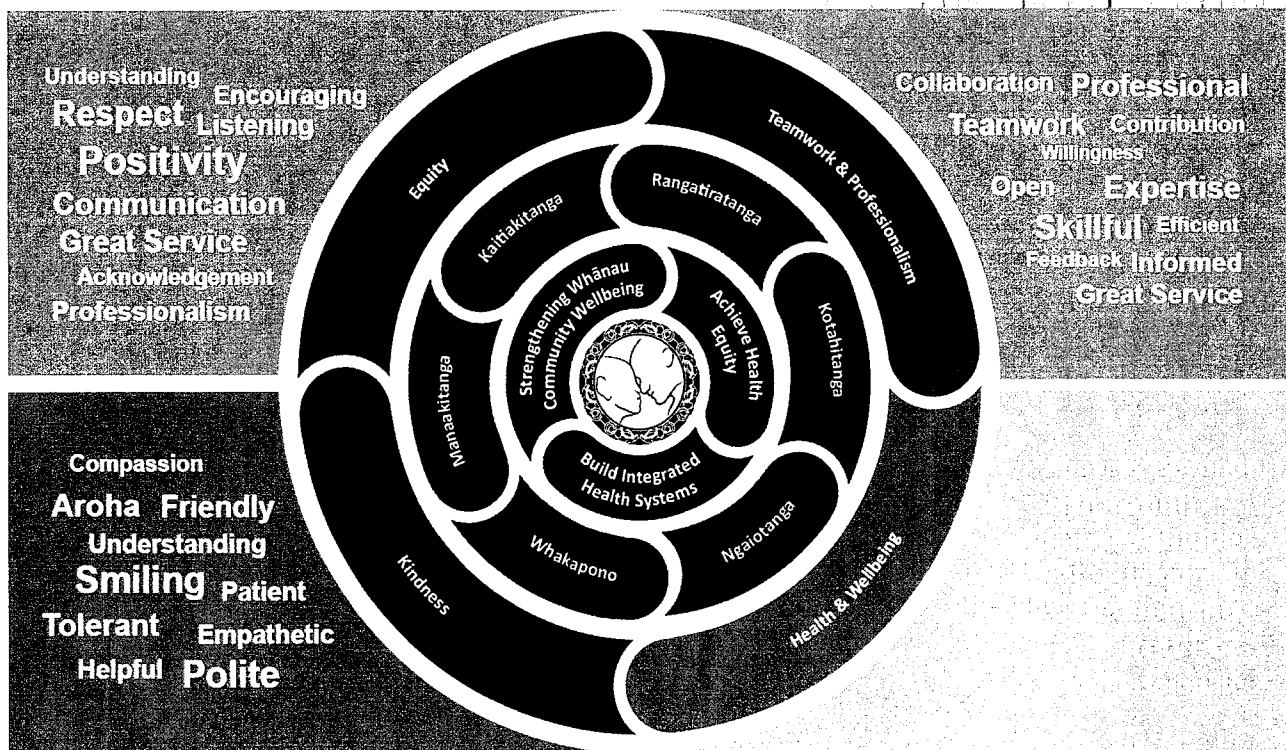 Understanding
Encouraging
Respect
Listening
Positivity
Communication
Great Service
Acknowledgement
Professionalism
Collaboration Professional
Teamwork Contribution
Willingness
Open Expertise
Skillful Efficient
Feedback Informed
Great Service
Compassion
Aroha Friendly
Understanding
Smiling Patient
Tolerant Empathetic
Helpful Polite
Equity
Teamwork & Professionalism
Health & Wellbeing
Kindness
Kaitiakitanga
Rangatiratanga
Kotahitanga
Ngaiotanga
Whakapono
Manaakitanga
Strengthening Whānau
Community Wellbeing
Achieve Health
Equity
Build Integrated
Health Systems